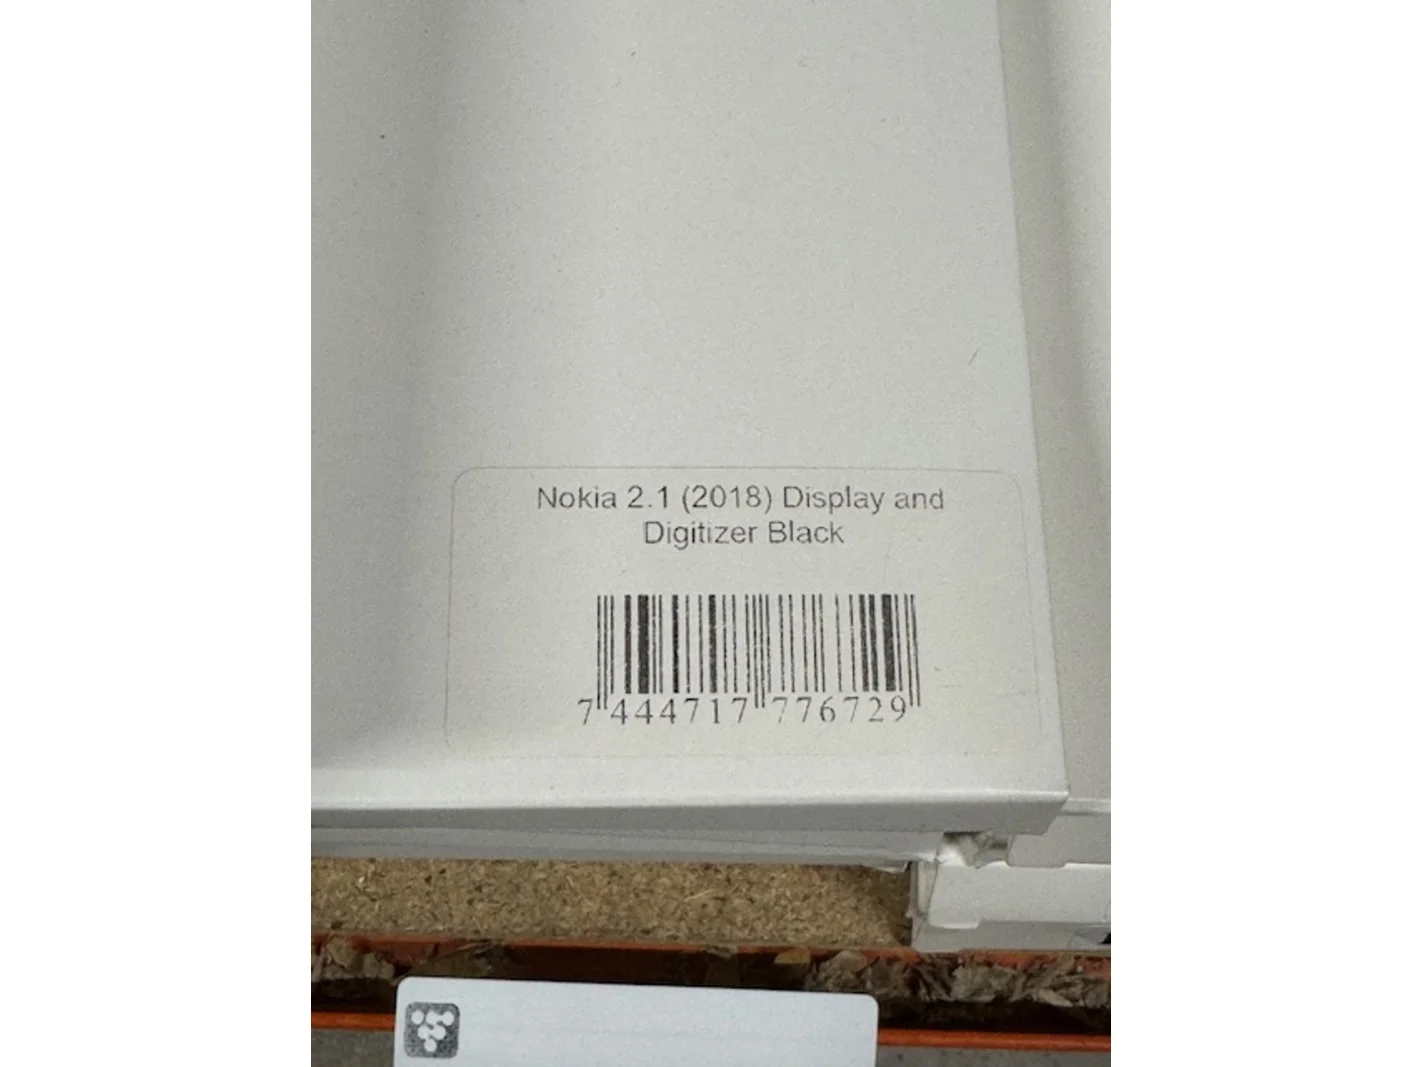 Nokia 2.1 (2018) Display and
Digitizer Black
7 444717 776729